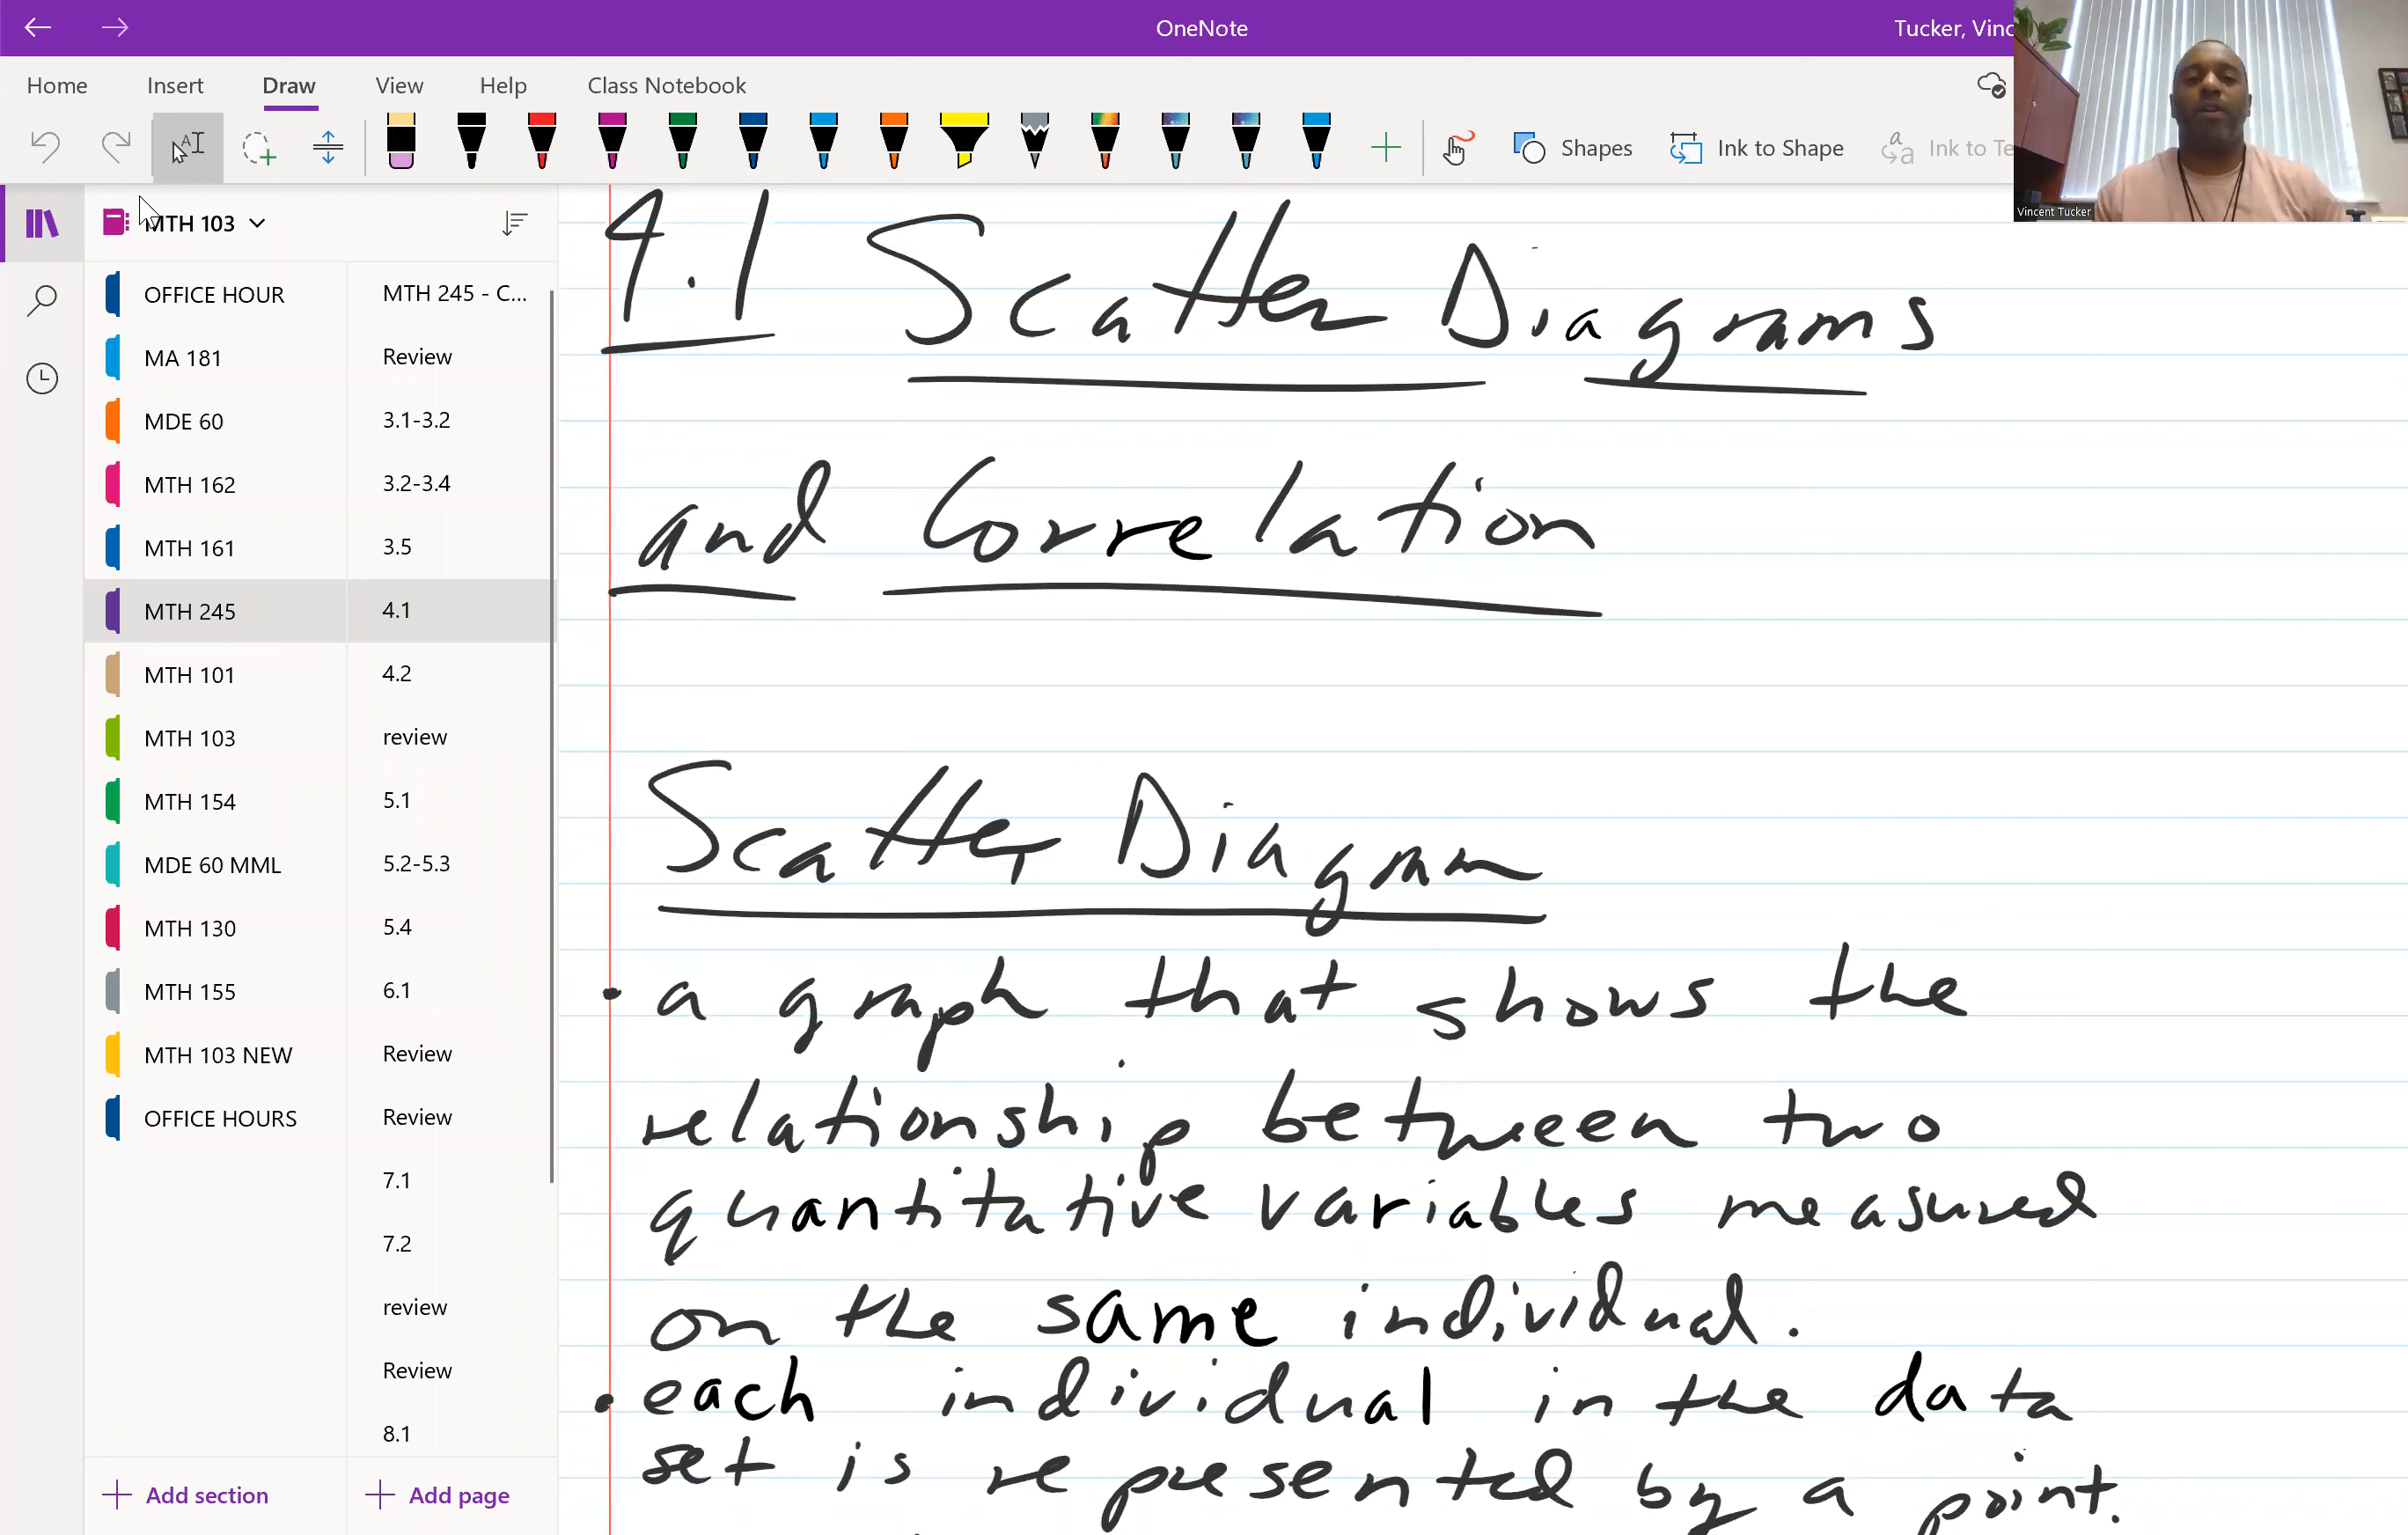 OneNote
Tucker, Vinc
Home Insert Draw View Help Class Notebook
Shapes Ink to Shape Ink to Te
Vincent Tucker
MTH 103
OFFICE HOUR
MA 181
MDE 60
MTH 162
MTH 161
MTH 245
MTH 101
MTH 103
MTH 154
MDE 60 MML
MTH 130
MTH 155
MTH 103 NEW
OFFICE HOURS
Add section
MTH 245 - C...
Review
3.1-3.2
3.2-3.4
3.5
4.1
4.2
review
5.1
5.2-5.3
5.4
6.1
Review
Review
7.1
7.2
review
Review
8.1
Add page
4.1 Scatter Diagrams
and Correlation
Scatter Diagram
• a graph that shows the
relationship between two
quantitative variables measured
on the same individual.
• each individual in the data
set is represented by a point.